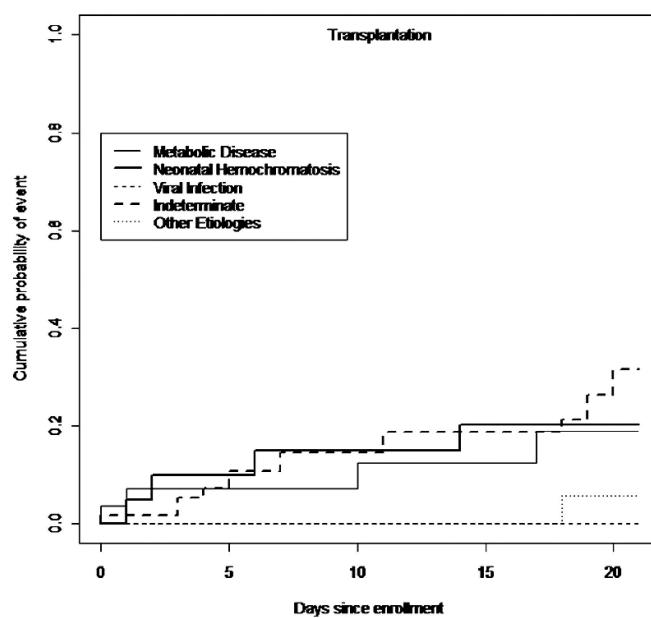 Transplantation
1.0
0.8
0.6
0.4
0.2
0.0
Cumulative probability of event
Metabolic Disease
Neonatal Hemochromatosis
Viral Infection
Indeterminate
Other Etiologies
0 5 10 15 20
Days since enrollment